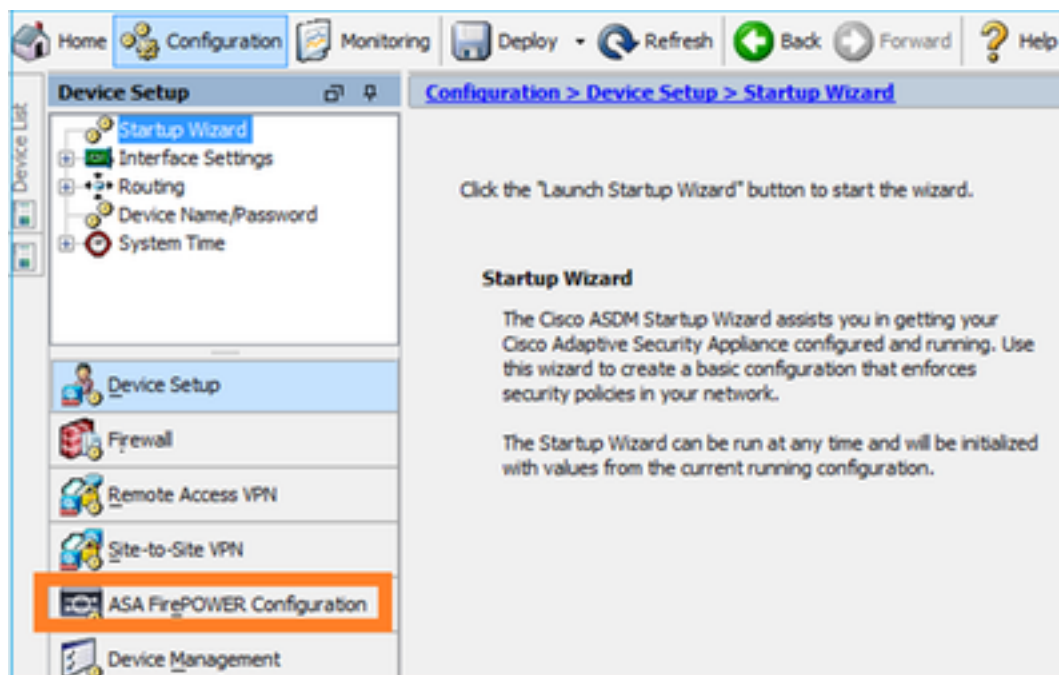 Home Configuration Monitoring Deploy Refresh Back Forward Help
Device List
Device Setup
Startup Wizard
Interface Settings
Routing
Device Name/Password
System Time
Device Setup
Firewall
Remote Access VPN
Site-to-Site VPN
ASA FirePOWER Configuration
Device Management
Configuration > Device Setup > Startup Wizard
Click the "Launch Startup Wizard" button to start the wizard.
Startup Wizard
The Cisco ASDM Startup Wizard assists you in getting your
Cisco Adaptive Security Appliance configured and running. Use
this wizard to create a basic configuration that enforces
security policies in your network.
The Startup Wizard can be run at any time and will be initialized
with values from the current running configuration.